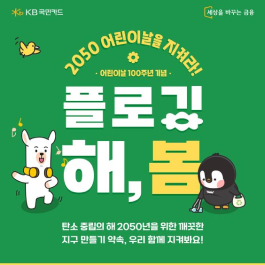 KB 국민카드
세상을 바꾸는 금융
2050 어린이날을 지켜라!
· 어린이날 100주년 기념 ·
플로깅
해, 봄
탄소 중립의 해 2050년을 위한 깨끗한
지구 만들기 약속, 우리 함께 지켜봐요!